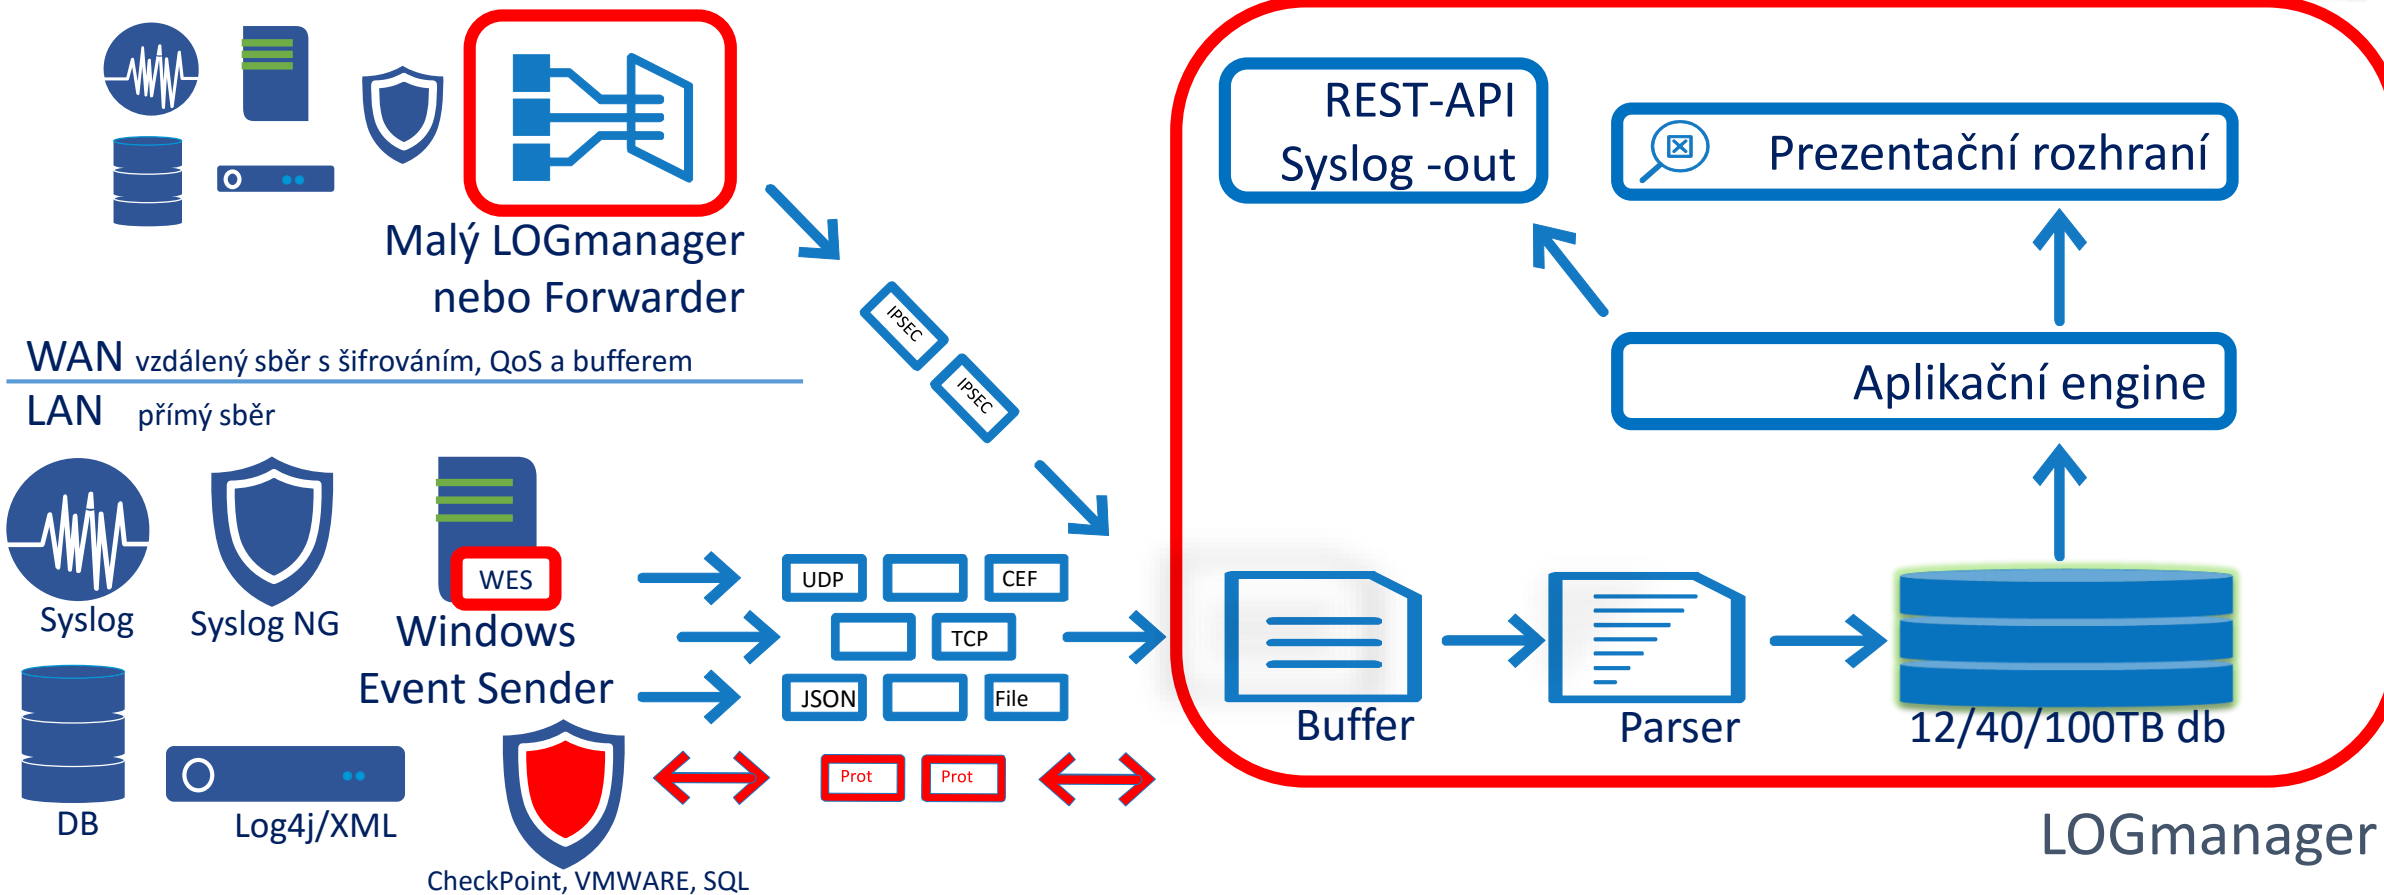 Malý LOGmanager
nebo Forwarder
WAN vzdálený sběr s šifrováním, QoS a bufferem
LAN přímý sběr
IPSEC
IPSEC
Syslog
Syslog NG
WES
Windows
Event Sender
DB
Log4j/XML
CheckPoint, VMWARE, SQL
UDP
CEF
TCP
JSON
File
Prot
Prot
REST-API
Syslog -out
Prezentační rozhraní
Aplikační engine
Buffer
Parser
12/40/100TB db
LOGmanager